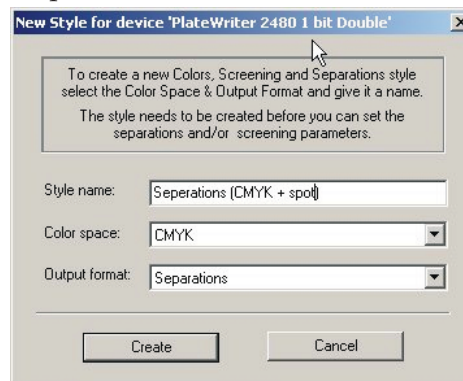 New Style for device 'PlateWriter 2480 1 bit Double'
To create a new Colors, Screening and Separations style
select the Color Space & Output Format and give it a name.
The style needs to be created before you can set the
separations and/or screening parameters.
Style name: Seperations (CMYK + spot)
Color space: CMYK
Output format: Separations
Create Cancel